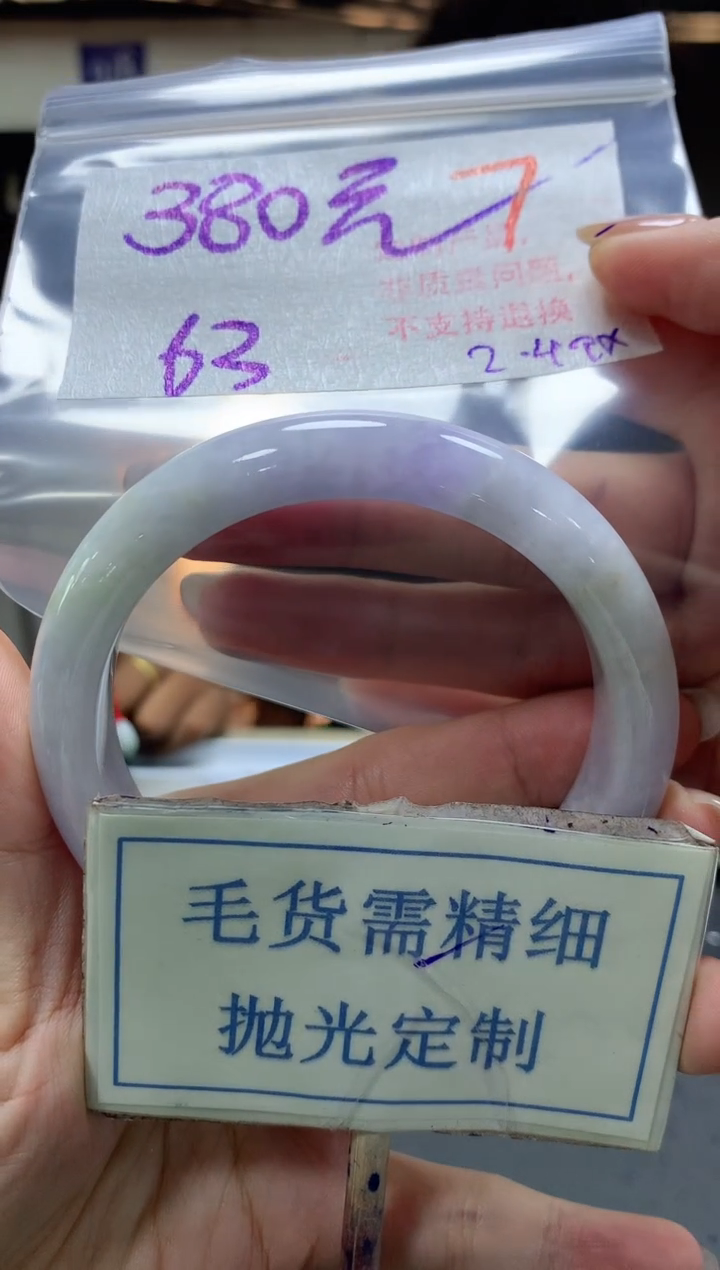 380元 7
非质量问题,
不支持退换
63
毛货需精细
抛光定制